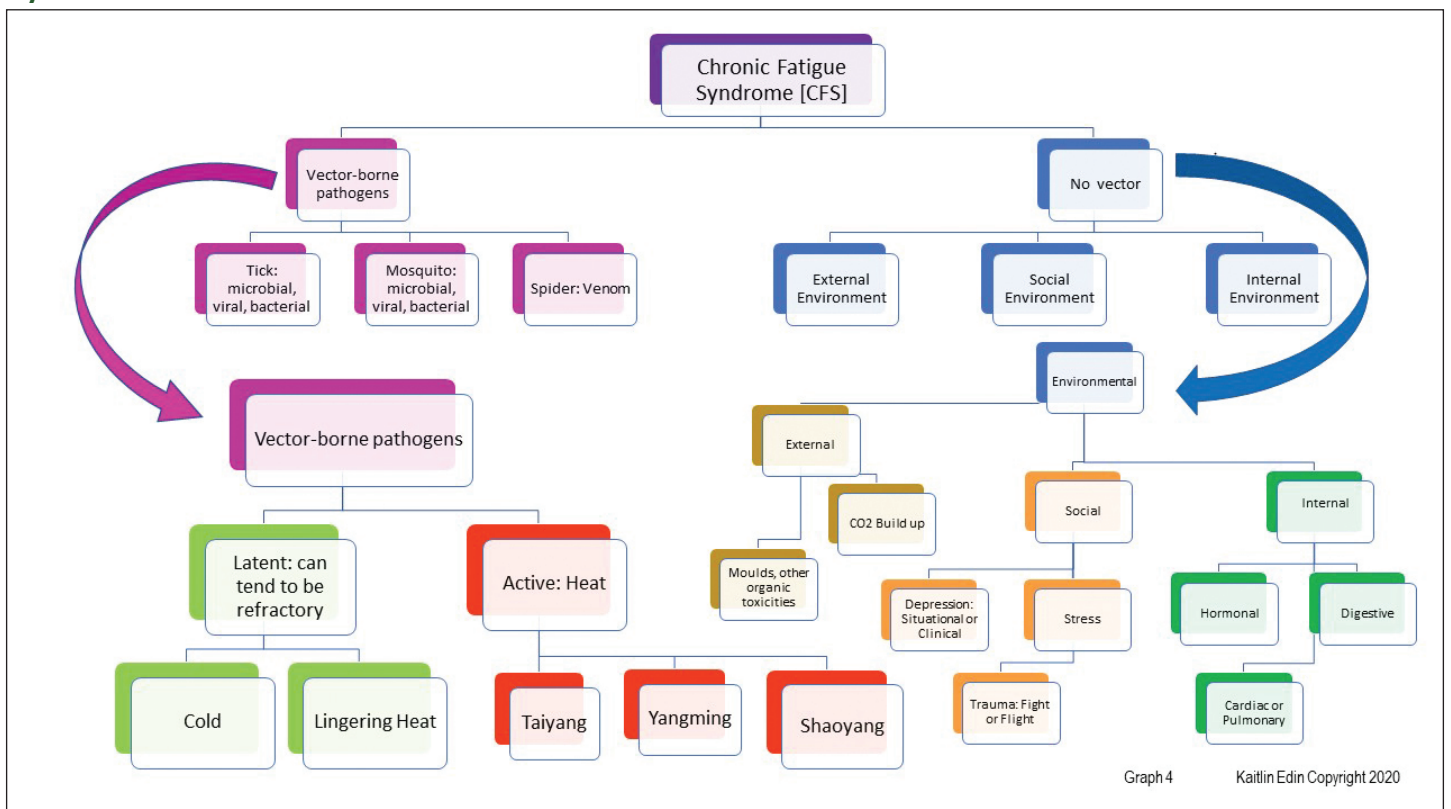 Chronic Fatigue
Syndrome [CFS]
Vector-borne
pathogens
No vector
Tick:
microbial,
viral, bacterial
Mosquito:
microbial,
viral, bacterial
Spider: Venom
External
Environment
Social
Environment
Internal
Environment
Vector-borne pathogens
Latent: can
tend to be
refractory
Active: Heat
Cold
Lingering Heat
Taiyang
Yangming
Shaoyang
Environmental
External
CO2 Build up
Moulds, other
organic
toxicities
Social
Depression:
Situational or
Clinical
Stress
Trauma: Fight
or Flight
Internal
Hormonal
Digestive
Cardiac or
Pulmonary
Graph 4 Kaitlin Edin Copyright 2020